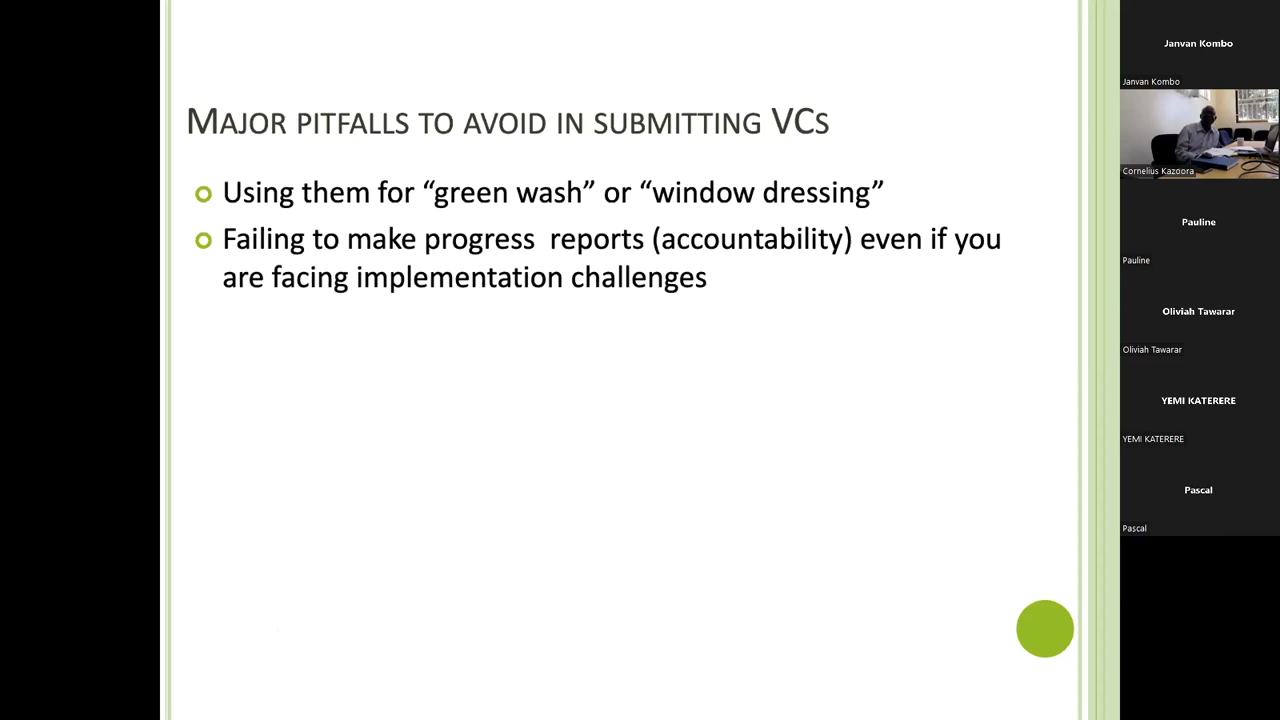 MAJOR PITFALLS TO AVOID IN SUBMITTING VCS
Using them for “green wash” or “window dressing”
Failing to make progress  reports (accountability) even if you
are facing implementation challenges
Janvan Kombo
Janvan Kombo
Cornelius Kazoora
Pauline
Pauline
Oliviah Tawarar
Oliviah Tawarar
YEMI KATERERE
YEMI KATERERE
Pascal
Pascal